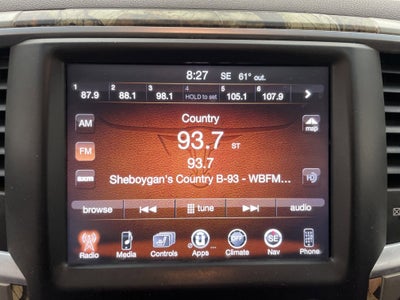 8:27 SE 61° out.
1 87.9 2 88.1 3 98.1 4 HOLD to set 5 105.1 6 107.9
Country
AM
93.7 ST
map
FM
93.7
sxm
Sheboygan's Country B-93 - WBFM...
HD
browse tune audio
Radio Media Controls Apps Climate Nav Phone
OFF SE